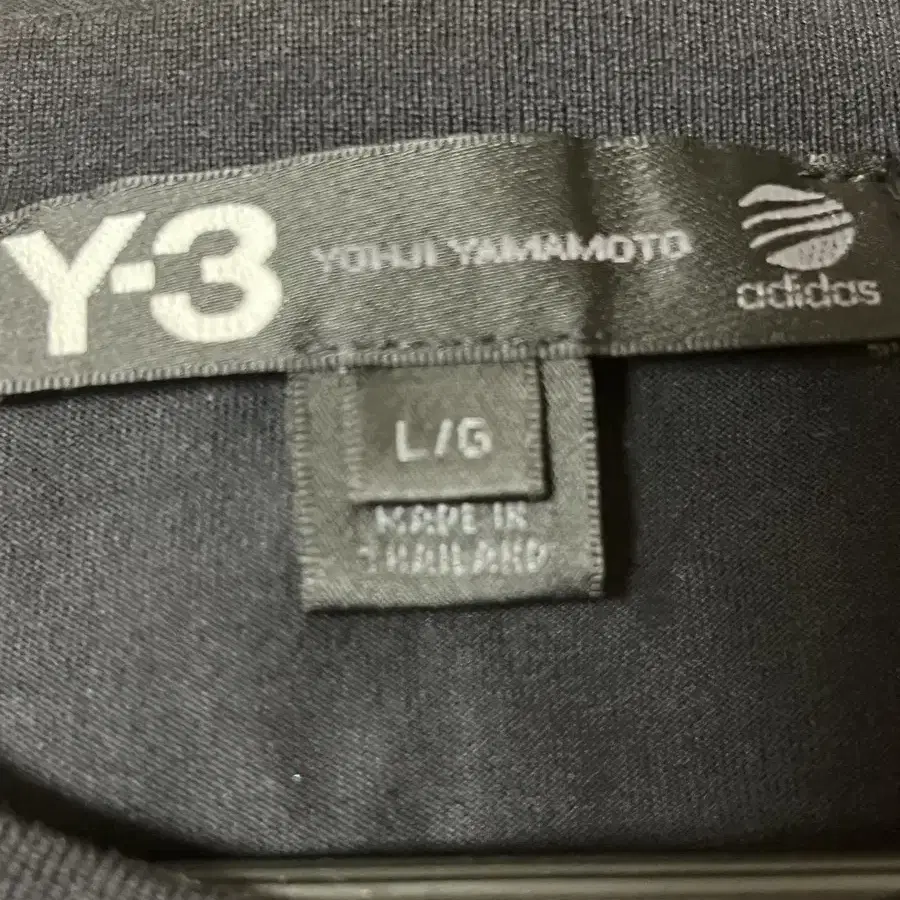 Y-3 YOHJI YAMAMOTO adidas
L/G
MADE IN
THAILAND